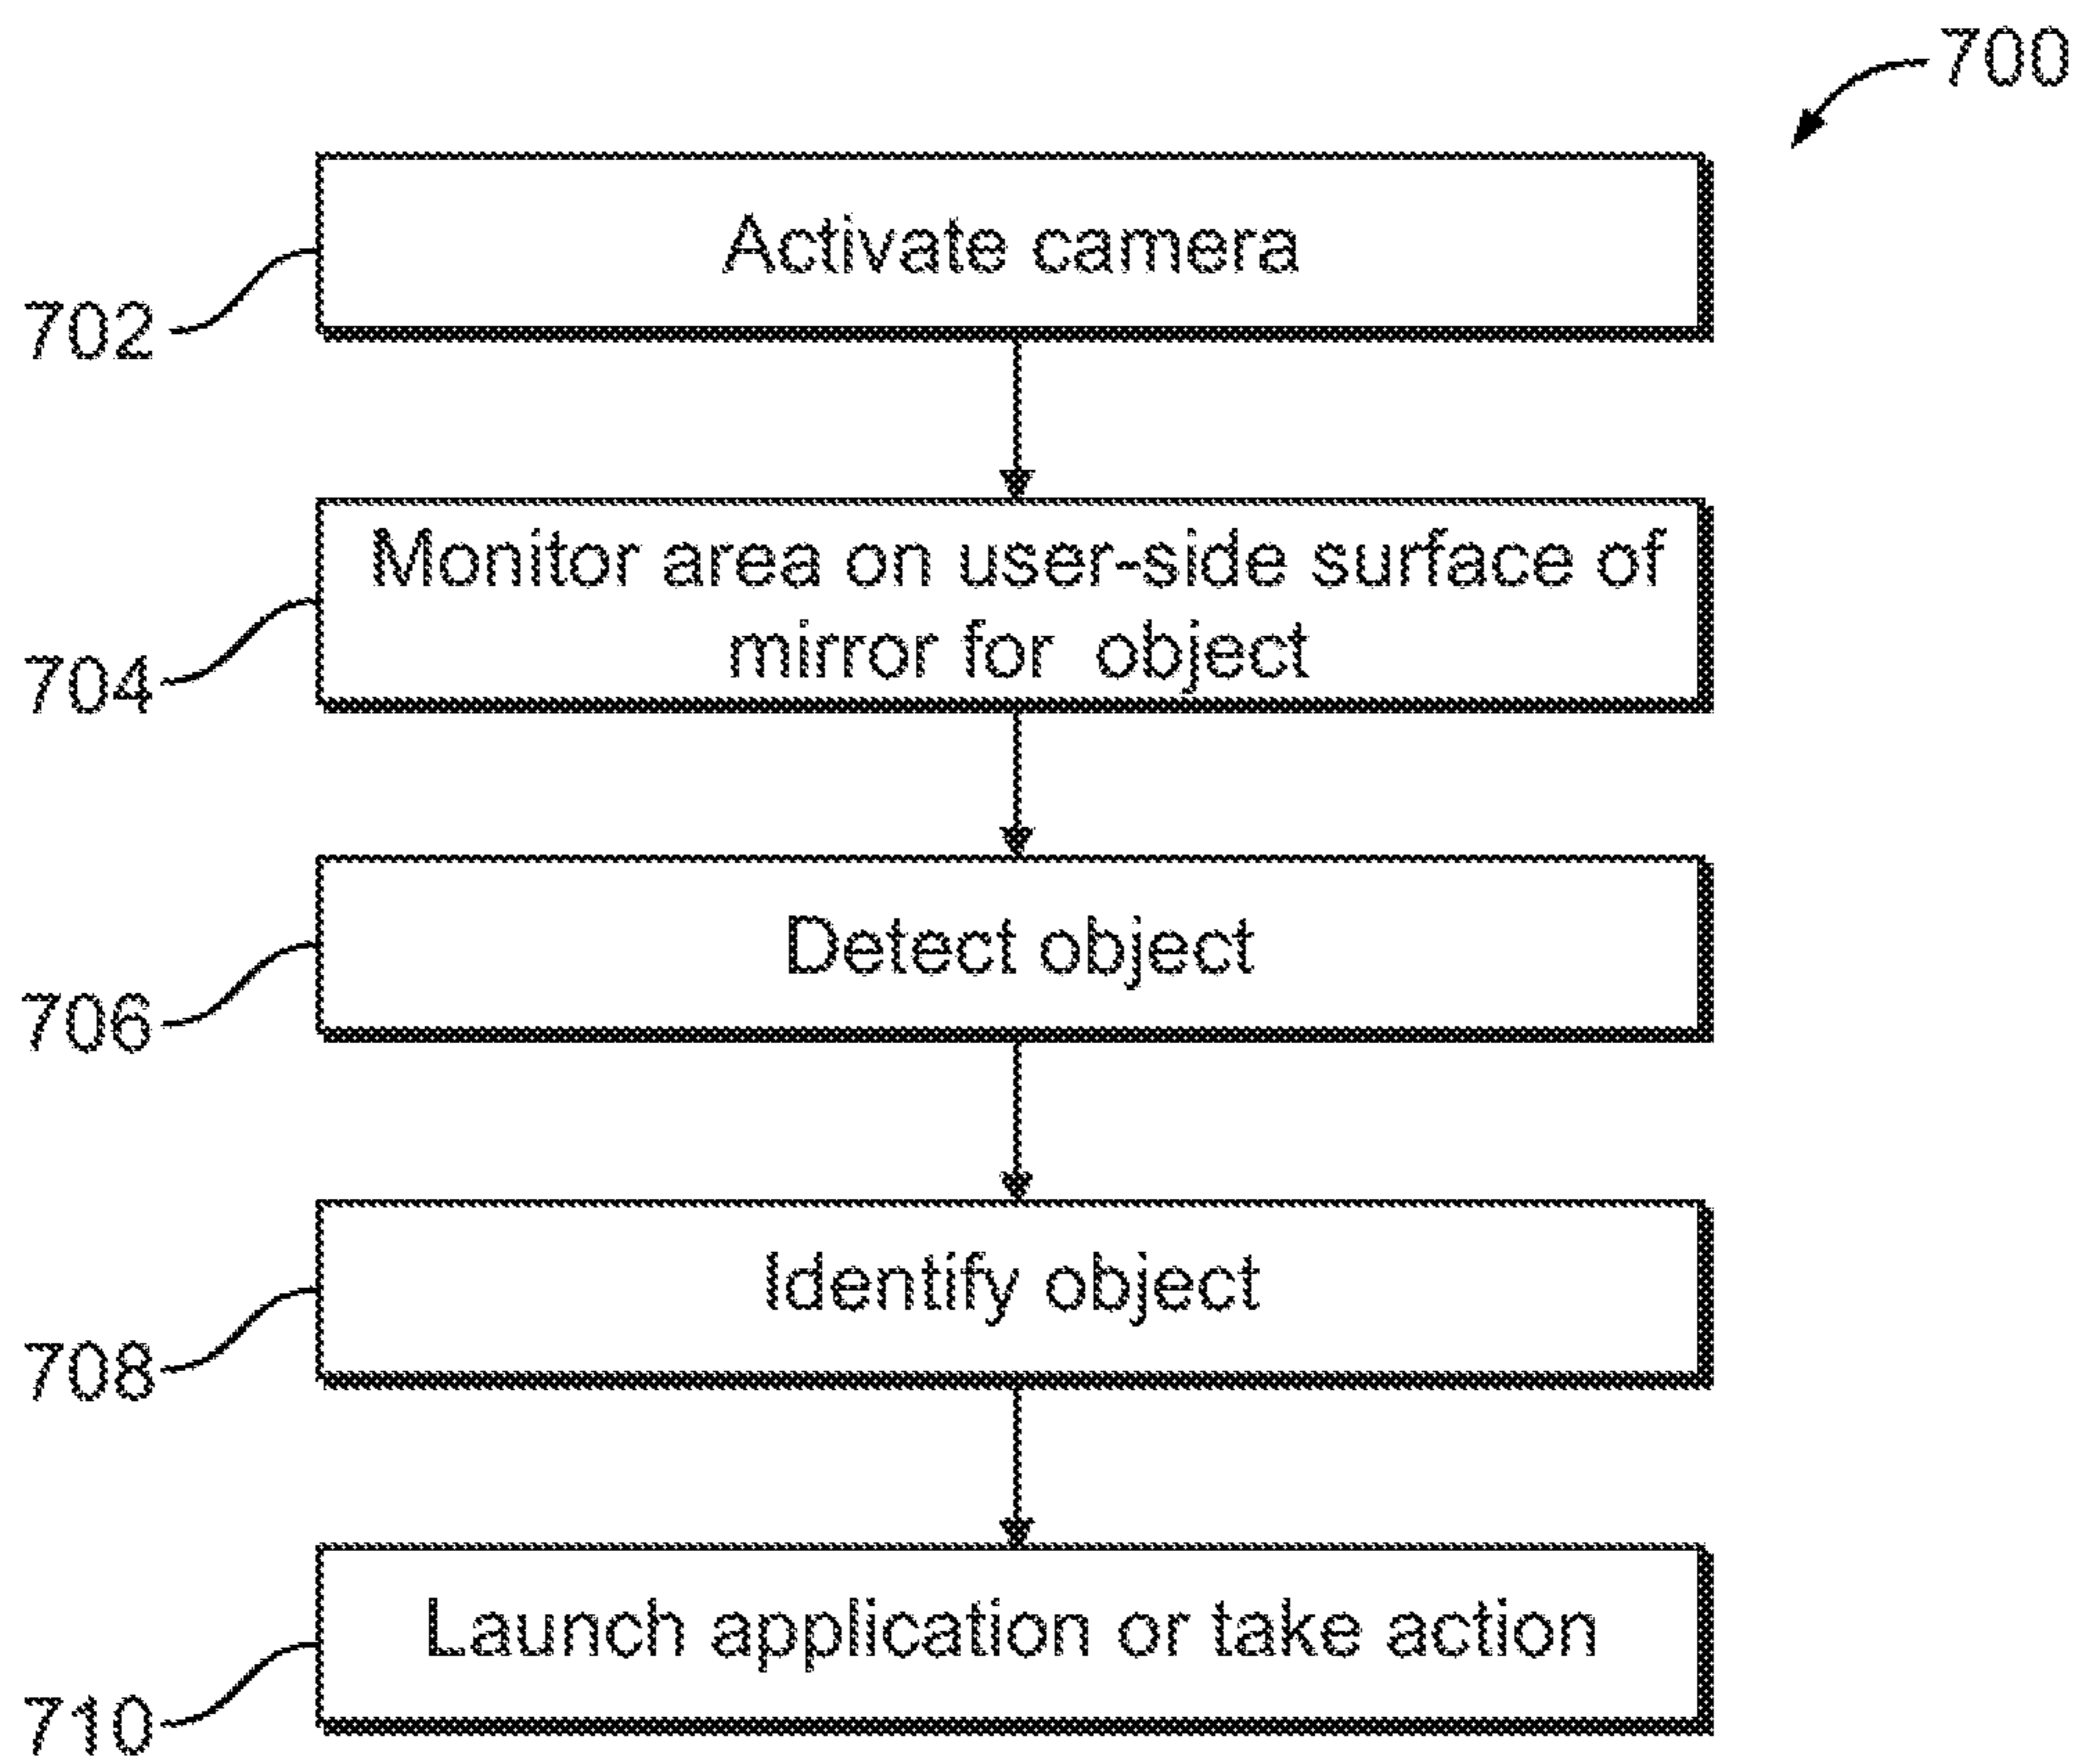 700
Activate camera
702
Monitor area on user-side surface of
mirror for object
704
Detect object
706
Identify object
708
Launch application or take action
710